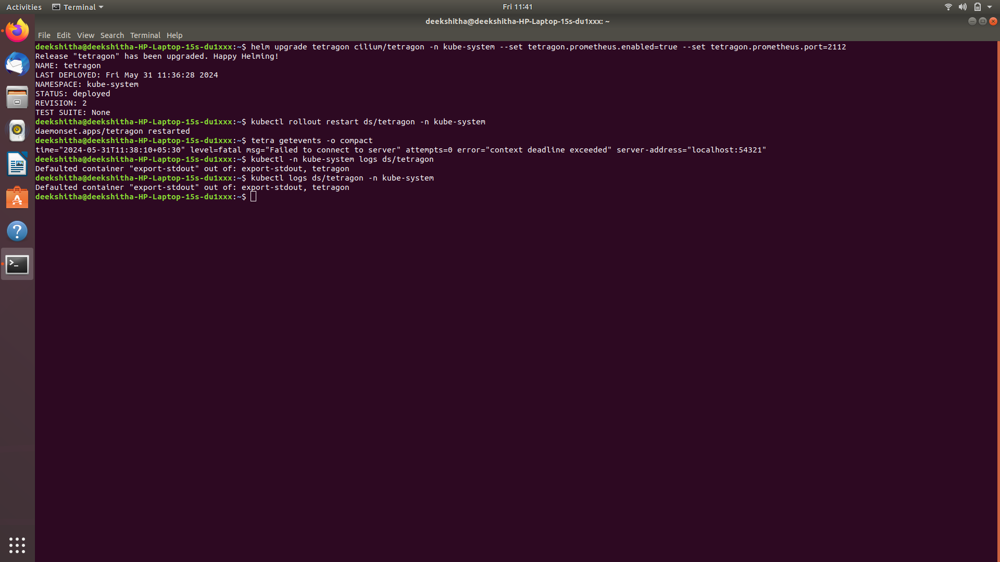 Activities Terminal Fri 11:41
deekshitha@deekshitha-HP-Laptop-15s-du1xxx: ~
File Edit View Search Terminal Help
deekshitha@deekshitha-HP-Laptop-15s-du1xxx:~$ helm upgrade tetragon cilium/tetragon -n kube-system --set tetragon.prometheus.enabled=true --set tetragon.prometheus.port=2112
Release "tetragon" has been upgraded. Happy Helming!
NAME: tetragon
LAST DEPLOYED: Fri May 31 11:36:28 2024
NAMESPACE: kube-system
STATUS: deployed
REVISION: 2
TEST SUITE: None
deekshitha@deekshitha-HP-Laptop-15s-du1xxx:~$ kubectl rollout restart ds/tetragon -n kube-system
daemonset.apps/tetragon restarted
deekshitha@deekshitha-HP-Laptop-15s-du1xxx:~$ tetra getevents -o compact
time="2024-05-31T11:38:10+05:30" level=fatal msg="Failed to connect to server" attempts=0 error="context deadline exceeded" server-address="localhost:54321"
deekshitha@deekshitha-HP-Laptop-15s-du1xxx:~$ kubectl -n kube-system logs ds/tetragon
Defaulted container "export-stdout" out of: export-stdout, tetragon
deekshitha@deekshitha-HP-Laptop-15s-du1xxx:~$ kubectl logs ds/tetragon -n kube-system
Defaulted container "export-stdout" out of: export-stdout, tetragon
deekshitha@deekshitha-HP-Laptop-15s-du1xxx:~$